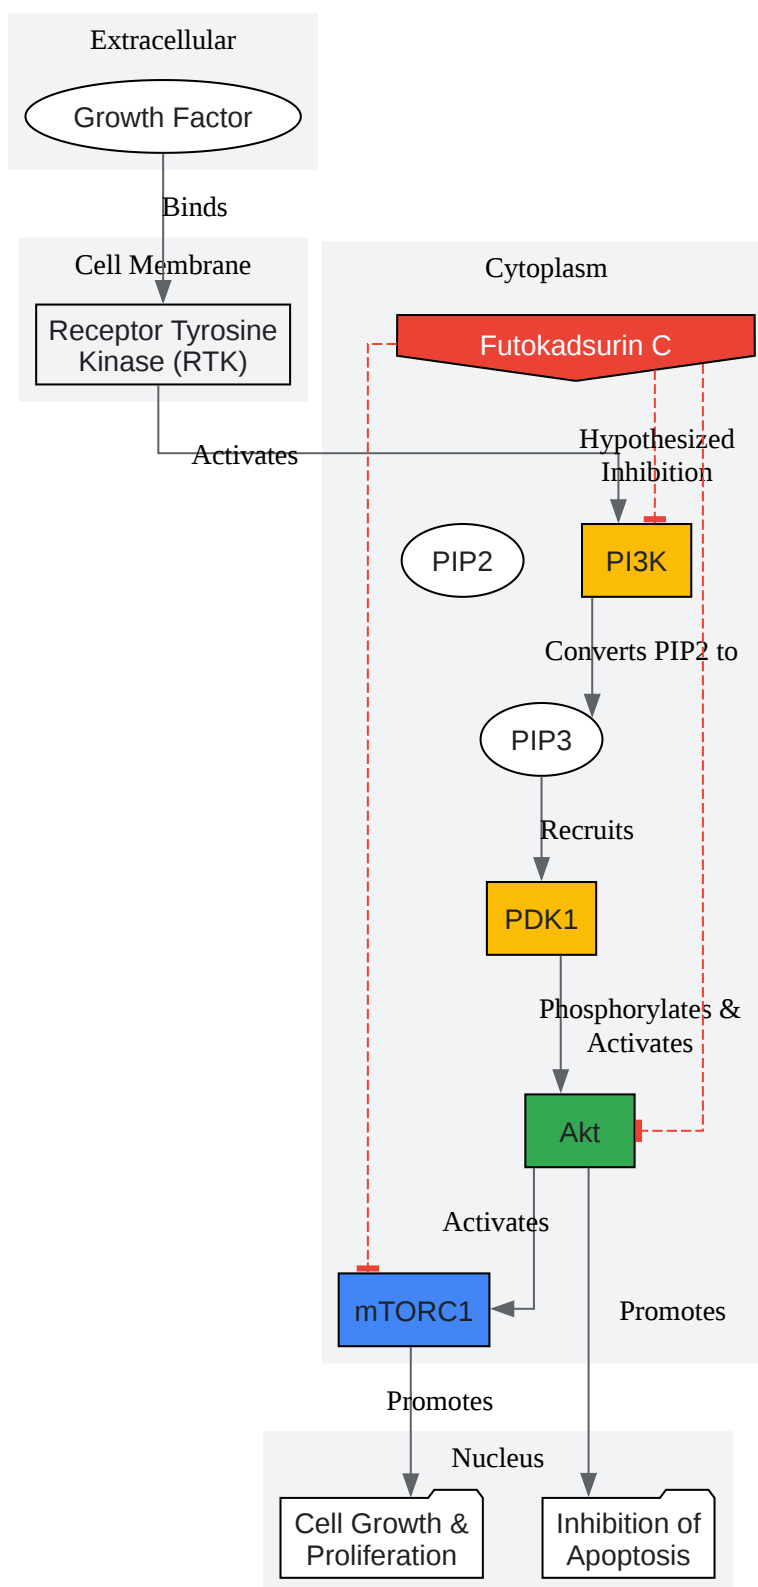 Extracellular
Growth Factor
Binds
Cell Membrane
Receptor Tyrosine
Kinase (RTK)
Cytoplasm
Futokadsurin C
Hypothesized
Inhibition
Activates
PIP2
PI3K
Converts PIP2 to
PIP3
Recruits
PDK1
Phosphorylates &
Activates
Akt
Activates
mTORC1
Promotes
Promotes
Nucleus
Cell Growth &
Proliferation
Inhibition of
Apoptosis